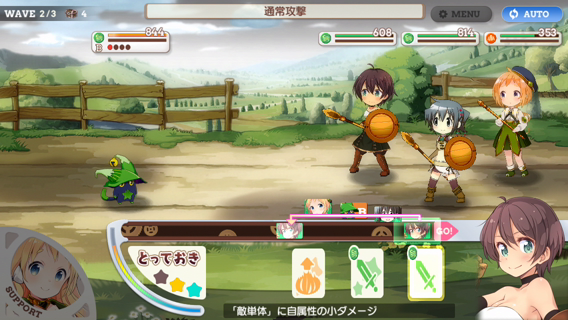 WAVE 2/3 4
通常攻撃
MENU
AUTO
844
608
814
353
B
GO!
とっておき
SUPPORT
「敵単体」に自属性の小ダメージ